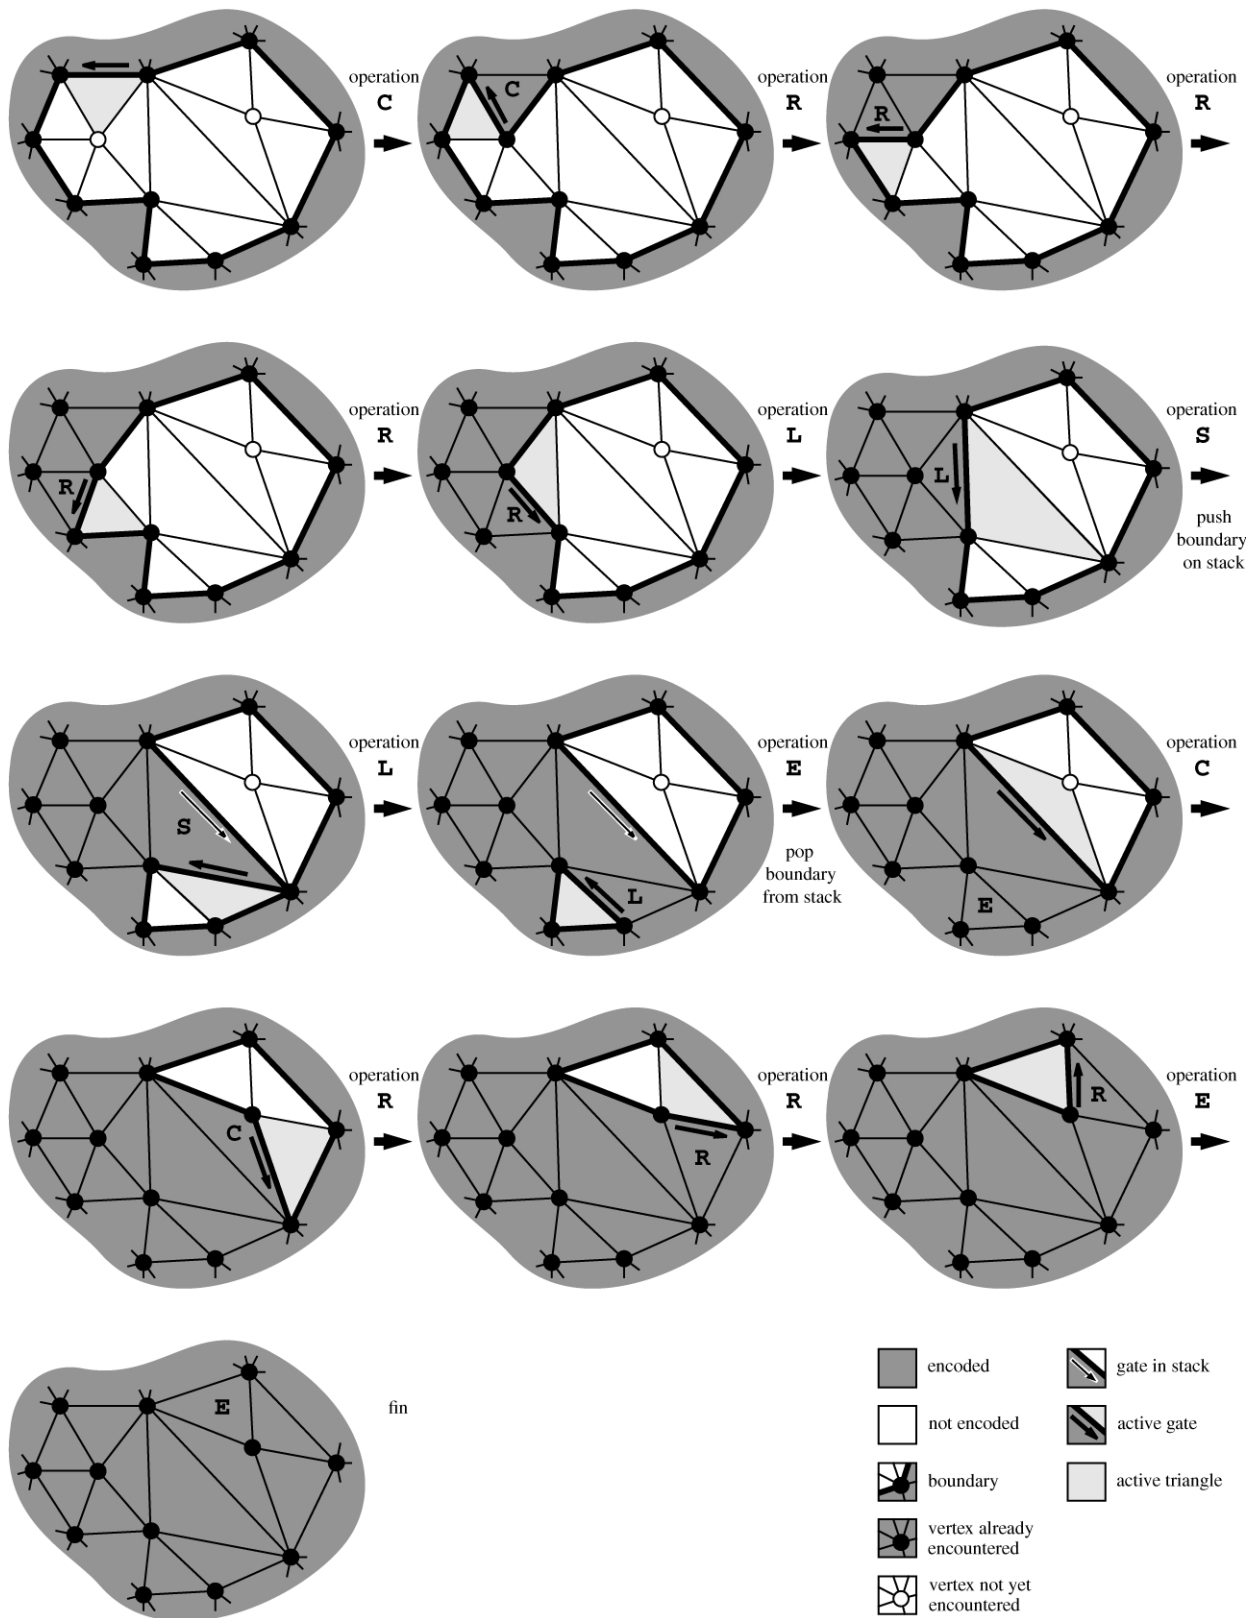 operation
C
C
operation
R
R
operation
R
R
operation
R
R
operation
L
L
operation
S
push
boundary
on stack
S
operation
L
L
operation
E
pop
boundary
from stack
E
operation
C
C
operation
R
R
operation
R
R
operation
E
E
fin
encoded
not encoded
boundary
vertex already
encountered
vertex not yet
encountered
gate in stack
active gate
active triangle